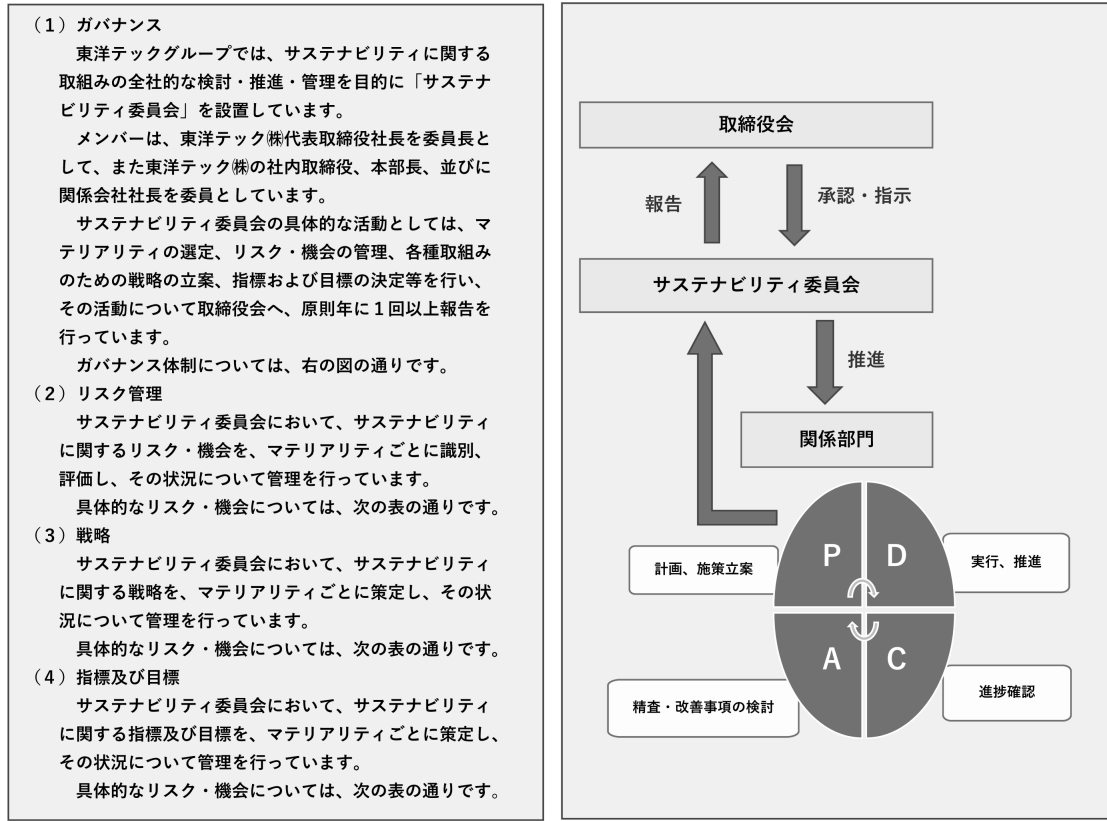 （1）ガバナンス
東洋テックグループでは、サステナビリティに関する
取組みの全社的な検討・推進・管理を目的に「サステナ
ビリティ委員会」を設置しています。
メンバーは、東洋テック㈱代表取締役社長を委員長と
して、また東洋テック㈱の社内取締役、本部長、並びに
関係会社社長を委員としています。
サステナビリティ委員会の具体的な活動としては、マ
テリアリティの選定、リスク・機会の管理、各種取組み
のための戦略の立案、指標および目標の決定等を行い、
その活動について取締役会へ、原則年に１回以上報告を
行っています。
ガバナンス体制については、右の図の通りです。
（2）リスク管理
サステナビリティ委員会において、サステナビリティ
に関するリスク・機会を、マテリアリティごとに識別、
評価し、その状況について管理を行っています。
具体的なリスク・機会については、次の表の通りです。
（3）戦略
サステナビリティ委員会において、サステナビリティ
に関する戦略を、マテリアリティごとに策定し、その状
況について管理を行っています。
具体的なリスク・機会については、次の表の通りです。
（4）指標及び目標
サステナビリティ委員会において、サステナビリティ
に関する指標及び目標を、マテリアリティごとに策定し、
その状況について管理を行っています。
具体的なリスク・機会については、次の表の通りです。
取締役会
報告
承認・指示
サステナビリティ委員会
推進
関係部門
P
D
計画、施策立案
実行、推進
A
C
精査・改善事項の検討
進捗確認